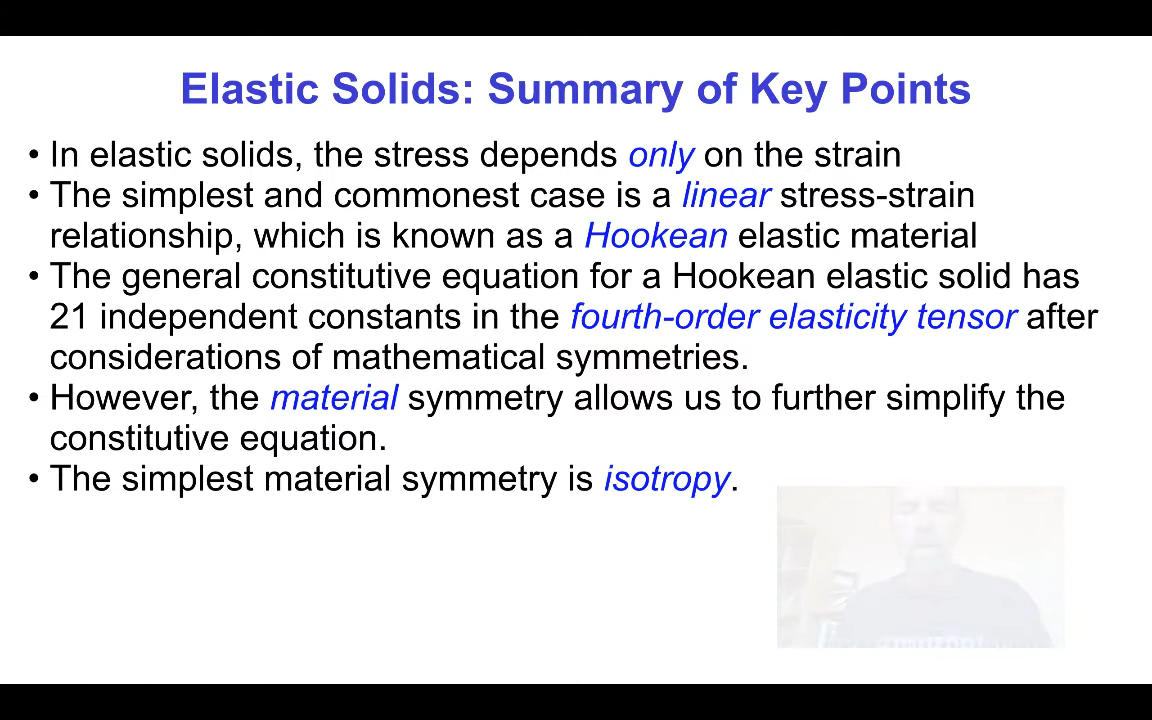 Elastic Solids: Summary of Key Points
• In elastic solids, the stress depends only on the strain
• The simplest and commonest case is a linear stress-strain
relationship, which is known as a Hookean elastic material
• The general constitutive equation for a Hookean elastic solid has
21 independent constants in the fourth-order elasticity tensor after
considerations of mathematical symmetries.
• However, the material symmetry allows us to further simplify the
constitutive equation.
• The simplest material symmetry is isotropy.